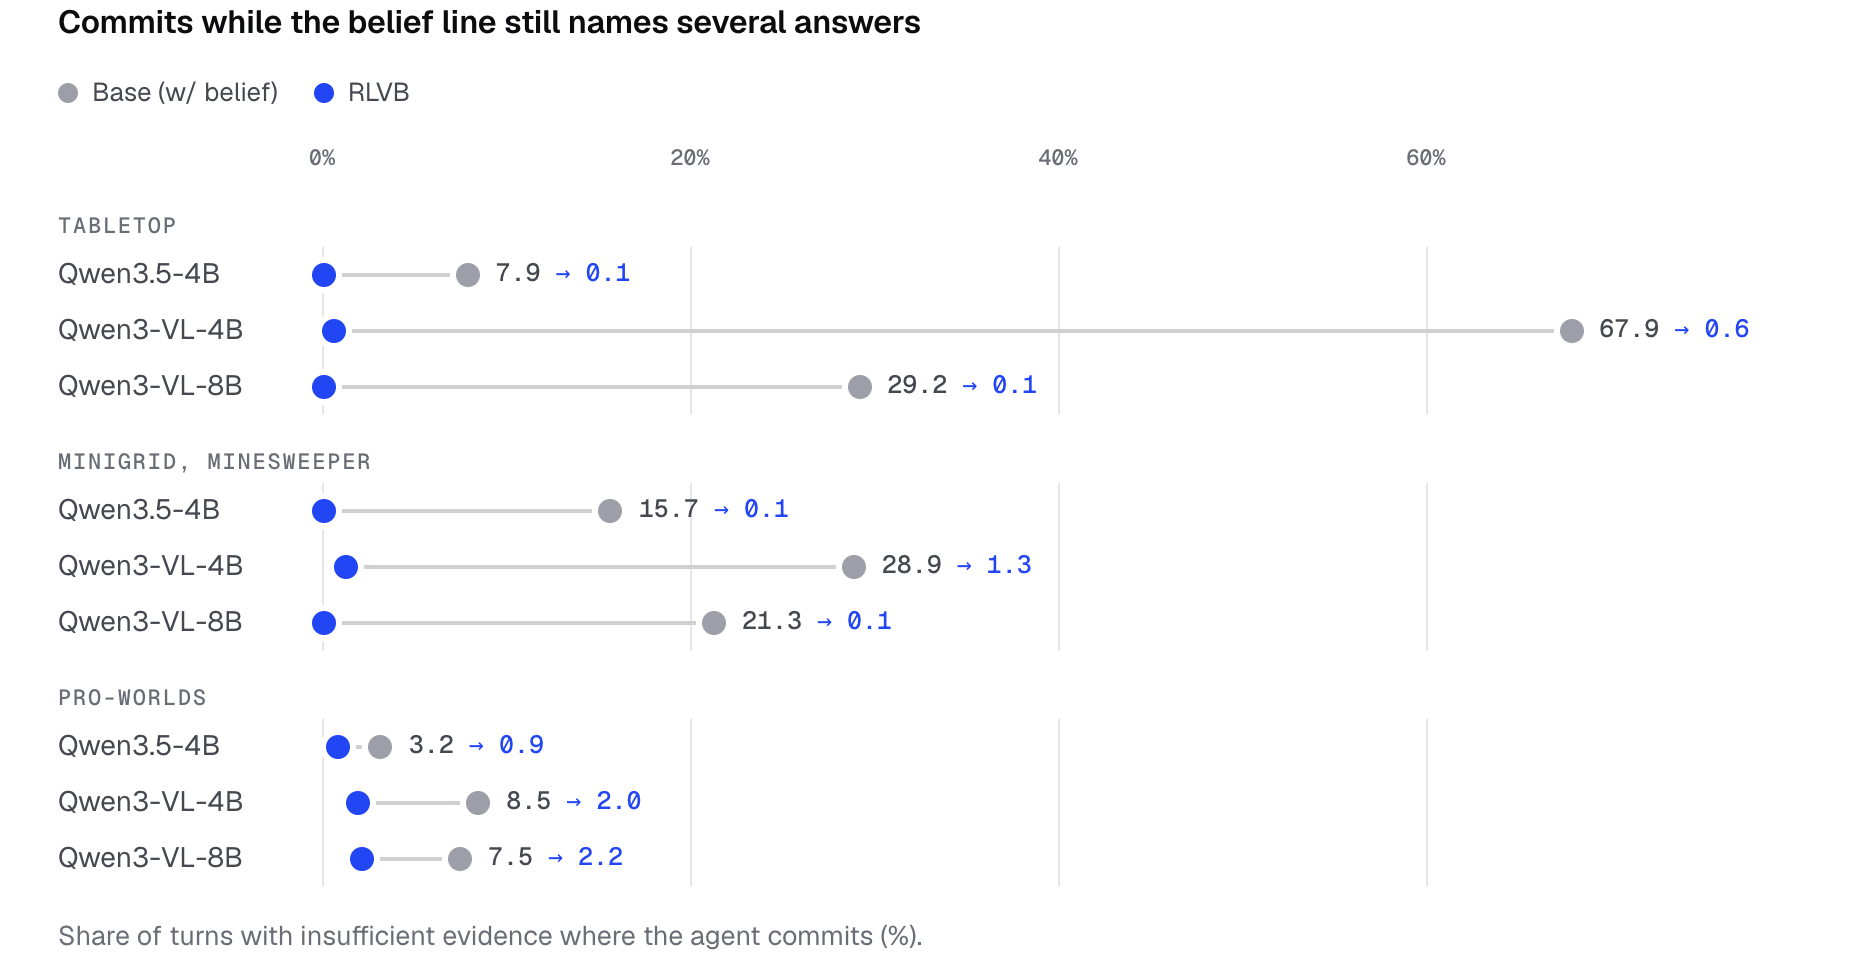 Commits while the belief line still names several answers
Base (w/ belief) RLVB
0% 20% 40% 60%
TABLETOP
Qwen3.5-4B 7.9 → 0.1
Qwen3-VL-4B 67.9 → 0.6
Qwen3-VL-8B 29.2 → 0.1
MINIGRID, MINESWEEPER
Qwen3.5-4B 15.7 → 0.1
Qwen3-VL-4B 28.9 → 1.3
Qwen3-VL-8B 21.3 → 0.1
PRO-WORLDS
Qwen3.5-4B 3.2 → 0.9
Qwen3-VL-4B 8.5 → 2.0
Qwen3-VL-8B 7.5 → 2.2
Share of turns with insufficient evidence where the agent commits (%).